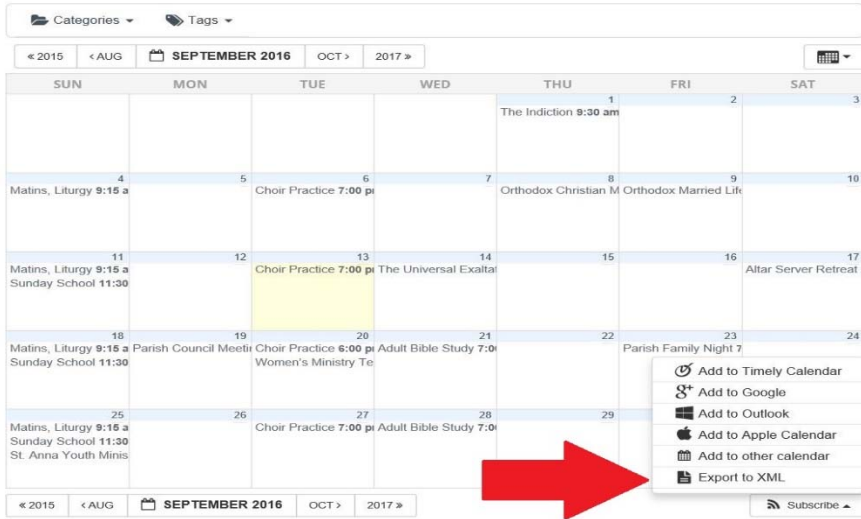 Categories Tags
« 2015 ‹ AUG SEPTEMBER 2016 OCT › 2017 »
SUN MON TUE WED THU FRI SAT
1 2 3
The Indiction 9:30 am
4 5 6 7 8 9 10
Matins, Liturgy 9:15 a Choir Practice 7:00 p Orthodox Christian M Orthodox Married Life
11 12 13 14 15 16 17
Matins, Liturgy 9:15 a Choir Practice 7:00 p The Universal Exalta Altar Server Retreat
Sunday School 11:30
18 19 20 21 22 23 24
Matins, Liturgy 9:15 a Parish Council Meeti Choir Practice 6:00 p Adult Bible Study 7:0 Parish Family Night 7
Sunday School 11:30 Women's Ministry Te
Add to Timely Calendar
Add to Google
Add to Outlook
Add to Apple Calendar
Add to other calendar
Export to XML
25 26 27 28 29
Matins, Liturgy 9:15 a Choir Practice 7:00 p Adult Bible Study 7:0
Sunday School 11:30
St. Anna Youth Minis
« 2015 ‹ AUG SEPTEMBER 2016 OCT › 2017 » Subscribe